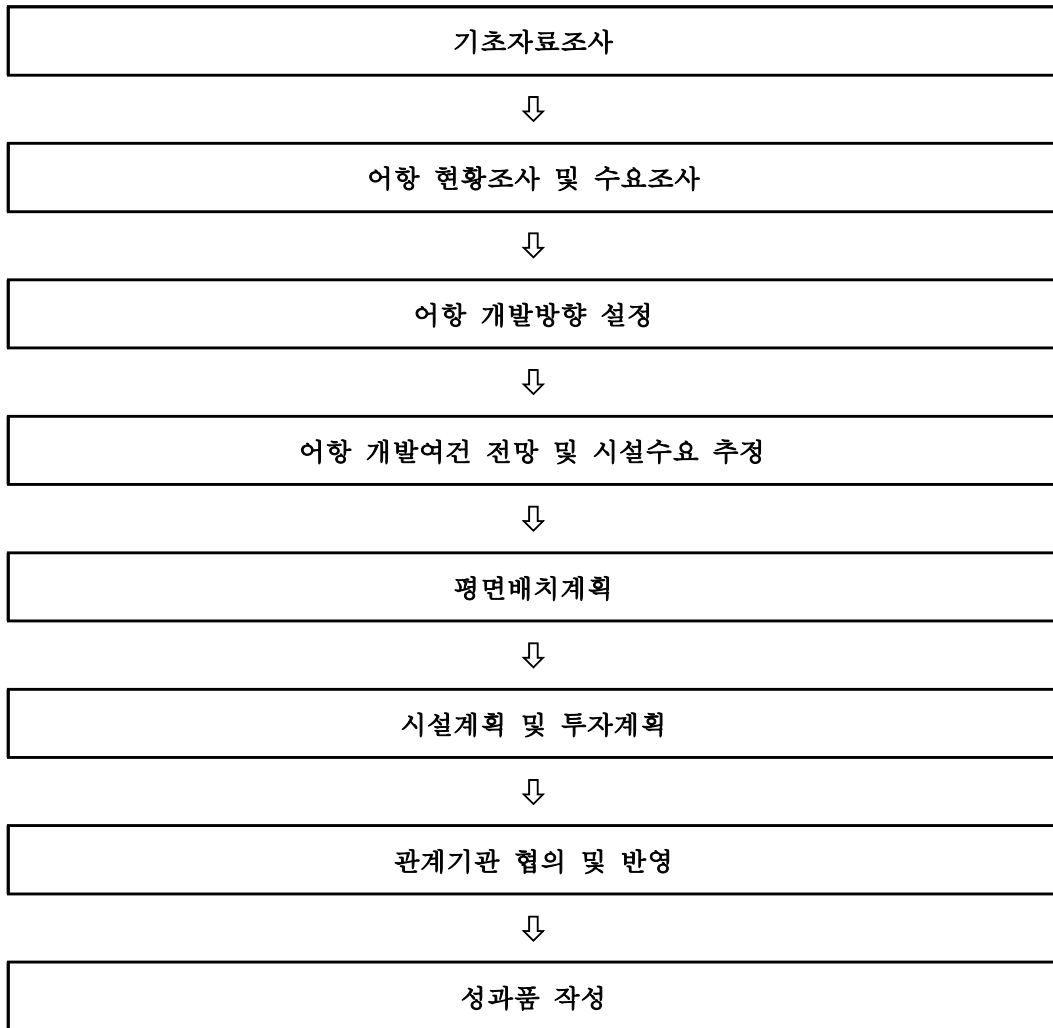 기초자료조사
⇩
어항 현황조사 및 수요조사
⇩
어항 개발방향 설정
⇩
어항 개발여건 전망 및 시설수요 추정
⇩
평면배치계획
⇩
시설계획 및 투자계획
⇩
관계기관 협의 및 반영
⇩
성과품 작성